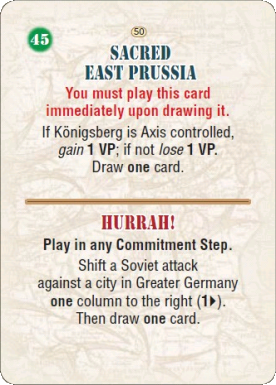 45
50
SACRED
EAST PRUSSIA
You must play this card
immediately upon drawing it.
If Königsberg is Axis controlled,
gain 1 VP; if not lose 1 VP.
Draw one card.
HURRAH!
Play in any Commitment Step.
Shift a Soviet attack
against a city in Greater Germany
one column to the right (1▶).
Then draw one card.